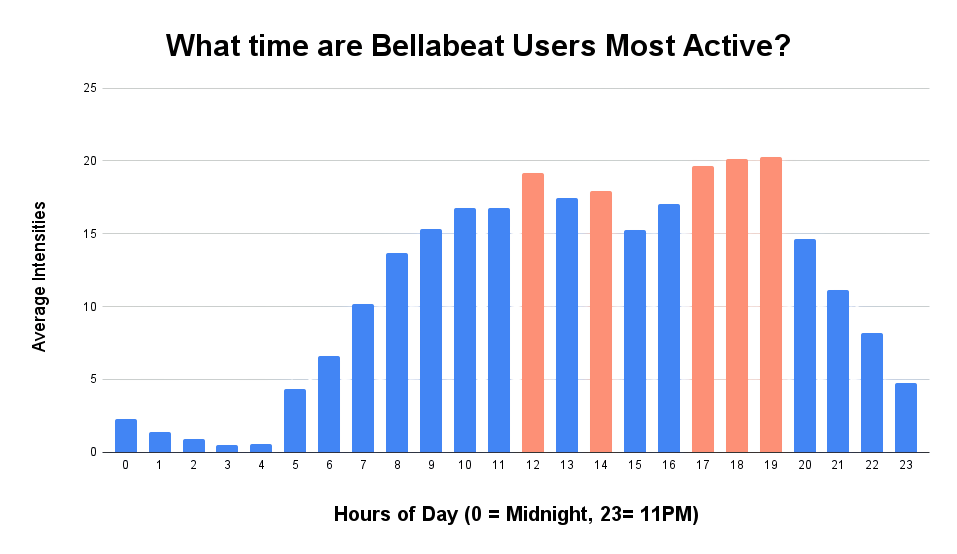 What time are Bellabeat Users Most Active?
25
20
15
10
5
0
Average Intensities
0 1 2 3 4 5 6 7 8 9 10 11 12 13 14 15 16 17 18 19 20 21 22 23
Hours of Day (0 = Midnight, 23= 11PM)